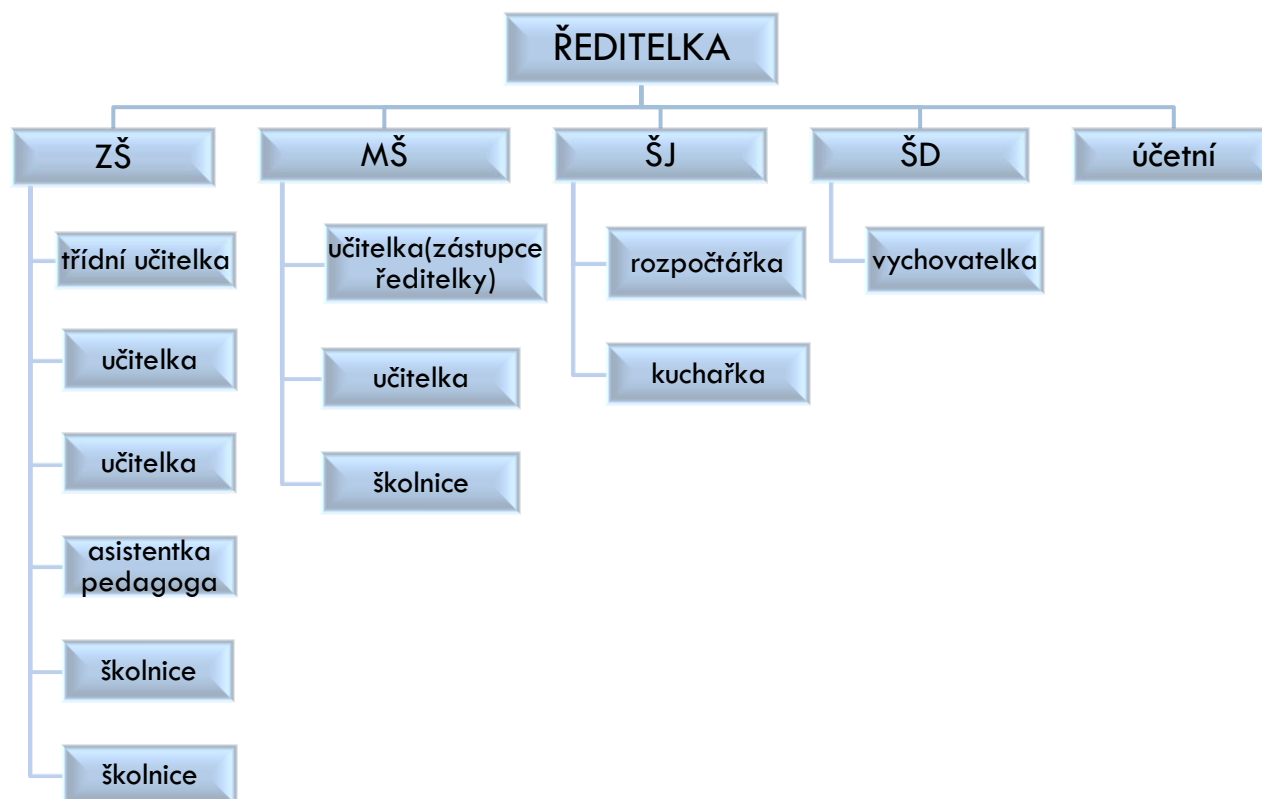 ŘEDITELKA
ZŠ
MŠ
ŠJ
ŠD
účetní
třídní učitelka
učitelka
učitelka
asistentka
pedagoga
školnice
školnice
učitelka(zástupce
ředitelky)
učitelka
školnice
rozpočtářka
kuchařka
vychovatelka